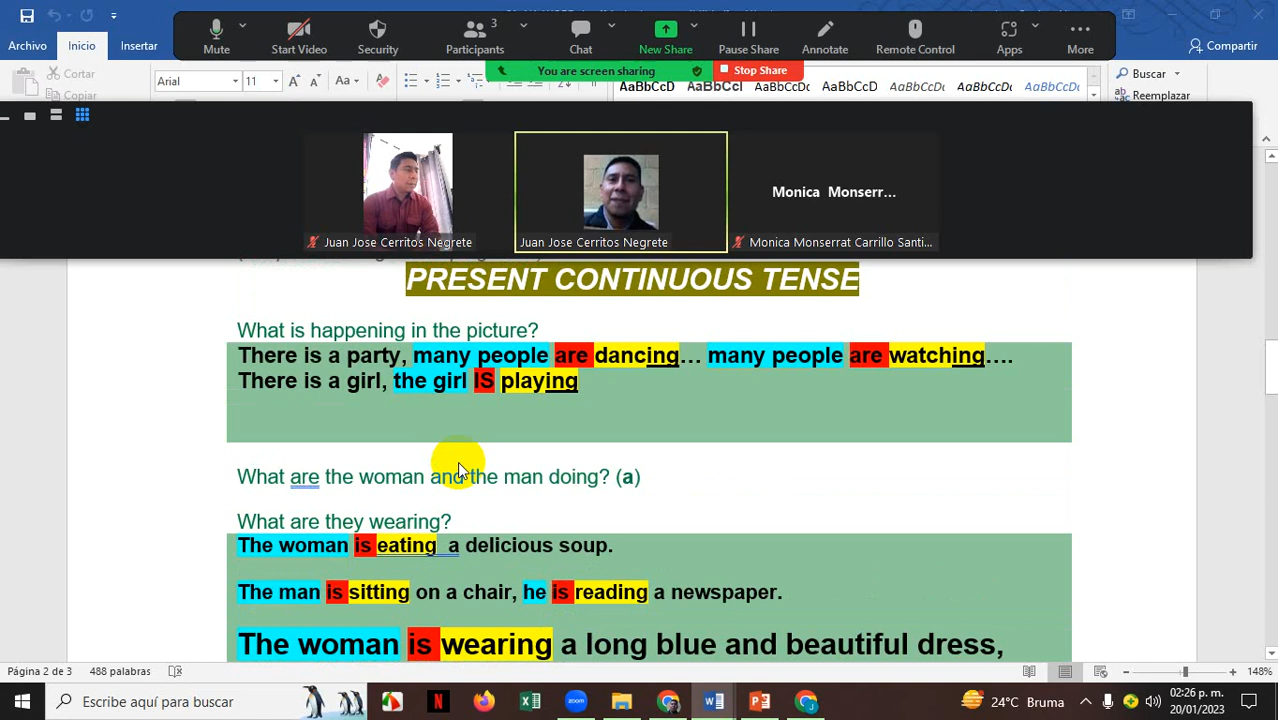 Archivo Inicio Insertar
Compartir
Mute Start Video Security Participants 3 Chat New Share Pause Share Annotate Remote Control Apps More
You are screen sharing Stop Share
Cortar
Copiar
Arial 11 Aa
AaBbCcDc AaBbCcI AaBbCcDd AaBbCcDc AaBbCcDc AaBbCcDc AaBbCcDc
Buscar
Reemplazar
Monica Monserr...
Juan Jose Cerritos Negrete
Juan Jose Cerritos Negrete
Monica Monserrat Carrillo Santi...
PRESENT CONTINUOUS TENSE
What is happening in the picture?
There is a party, many people are dancing… many people are watching….
There is a girl, the girl IS playing
What are the woman and the man doing? (a)
What are they wearing?
The woman is eating a delicious soup.
The man is sitting on a chair, he is reading a newspaper.
The woman is wearing a long blue and beautiful dress,
Página 2 de 3 488 palabras
148%
Escribe aquí para buscar
24°C Bruma
02:26 p. m.
20/01/2023